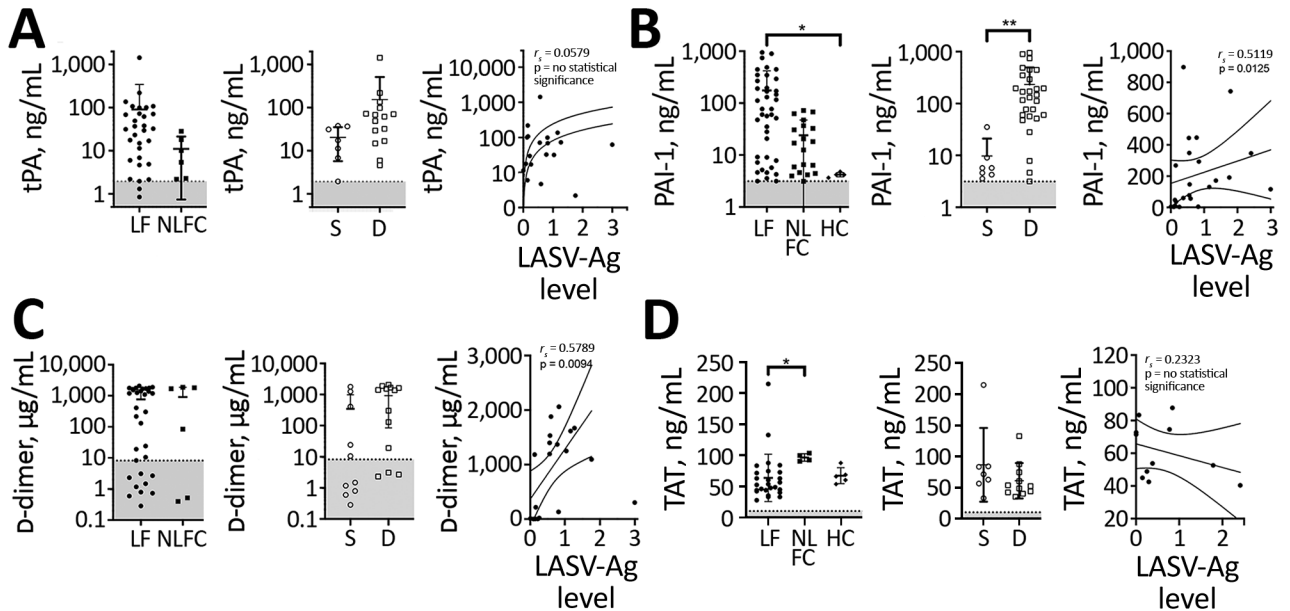 A
tPA, ng/mL
1,000
100
10
1
LF NLFC
tPA, ng/mL
1,000
100
10
1
S D
tPA, ng/mL
10,000
1,000
100
10
0
rs = 0.0579
p = no statistical
significance
0 1 2 3
LASV-Ag
level
B
PAI-1, ng/mL
1,000
100
10
1
*
LF NL HC
FC
PAI-1, ng/mL
1,000
100
10
1
**
S D
PAI-1, ng/mL
1,000
800
600
400
200
0
rs = 0.5119
p = 0.0125
0 1 2 3
LASV-Ag
level
C
D-dimer, µg/mL
10,000
1,000
100
10
1
0.1
LF NLFC
D-dimer, µg/mL
10,000
1,000
100
10
1
0.1
S D
D-dimer, µg/mL
3,000
2,000
1,000
0
rs = 0.5789
p = 0.0094
0 1 2 3
LASV-Ag
level
D
TAT, ng/mL
250
200
150
100
50
0
*
LF NL HC
FC
TAT, ng/mL
250
200
150
100
50
0
S D
TAT, ng/mL
120
100
80
60
40
20
rs = 0.2323
p = no statistical
significance
0 1 2
LASV-Ag
level